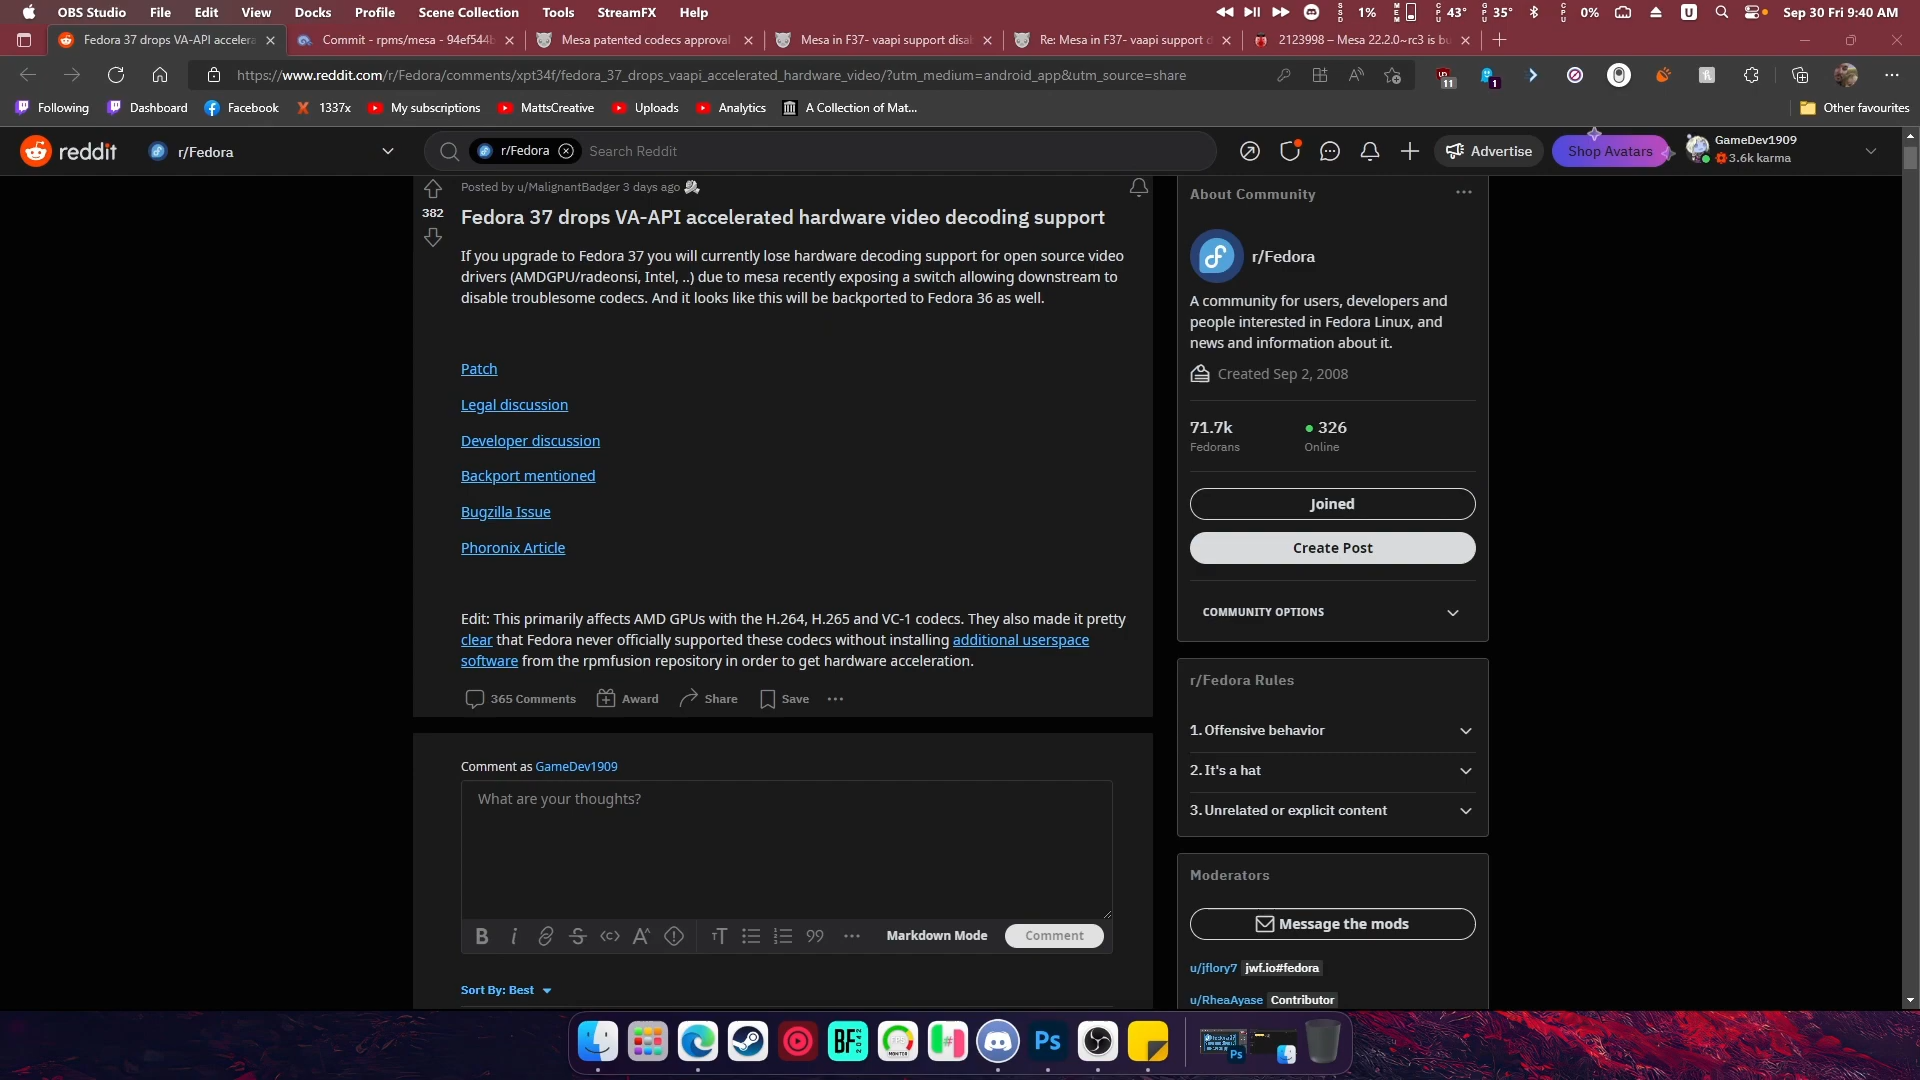 OBS Studio File Edit View Docks Profile Scene Collection Tools StreamFX Help 1% 43° 35° 0% U Sep 30 Fri 9:40 AM
Fedora 37 drops VA-API accelera Commit - rpms/mesa - 94ef544b Mesa patented codecs approval Mesa in F37- vaapi support disa Re: Mesa in F37- vaapi support d 2123998 – Mesa 22.2.0~rc3 is bu
https://www.reddit.com/r/Fedora/comments/xpt34f/fedora_37_drops_vaapi_accelerated_hardware_video/?utm_medium=android_app&utm_source=share 11 1
Following Dashboard Facebook 1337x My subscriptions MattsCreative Uploads Analytics A Collection of Mat... Other favourites
reddit r/Fedora r/Fedora Search Reddit Advertise Shop Avatars GameDev1909
3.6k karma
Posted by u/MalignantBadger 3 days ago
382
Fedora 37 drops VA-API accelerated hardware video decoding support
If you upgrade to Fedora 37 you will currently lose hardware decoding support for open source video
drivers (AMDGPU/radeonsi, Intel, ..) due to mesa recently exposing a switch allowing downstream to
disable troublesome codecs. And it looks like this will be backported to Fedora 36 as well.
Patch
Legal discussion
Developer discussion
Backport mentioned
Bugzilla Issue
Phoronix Article
Edit: This primarily affects AMD GPUs with the H.264, H.265 and VC-1 codecs. They also made it pretty
clear that Fedora never officially supported these codecs without installing additional userspace
software from the rpmfusion repository in order to get hardware acceleration.
365 Comments Award Share Save
Comment as GameDev1909
What are your thoughts?
Markdown Mode Comment
Sort By: Best
About Community
r/Fedora
A community for users, developers and
people interested in Fedora Linux, and
news and information about it.
Created Sep 2, 2008
71.7k 326
Fedorans Online
Joined
Create Post
COMMUNITY OPTIONS
r/Fedora Rules
1. Offensive behavior
2. It's a hat
3. Unrelated or explicit content
Moderators
Message the mods
u/jflory7 jwf.io#fedora
u/RheaAyase Contributor
BF 2042 MONITOR # Ps Ps